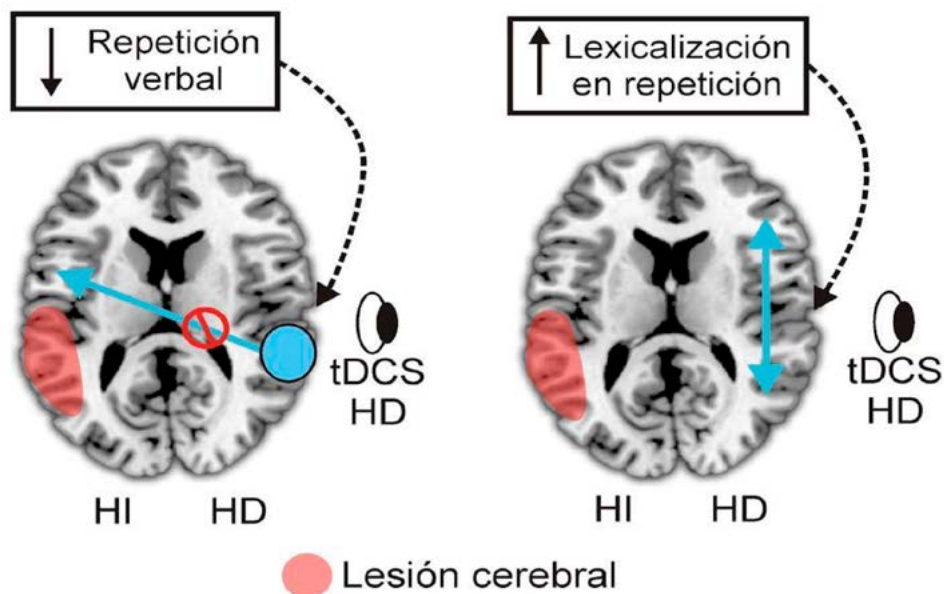 Repetición
verbal
Lexicalización
en repetición
tDCS
HD
tDCS
HD
HI HD
HI HD
Lesión cerebral